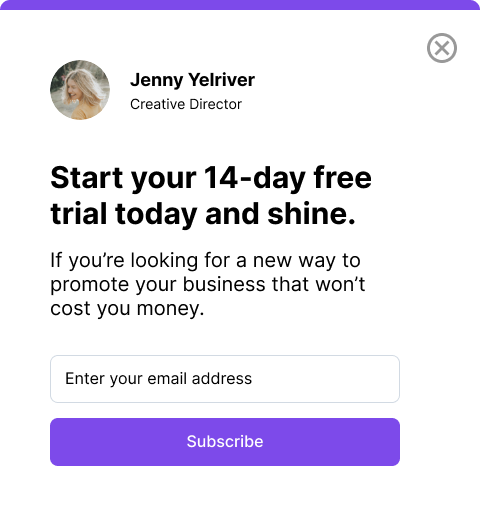 Jenny Yelriver
Creative Director
Start your 14-day free
trial today and shine.
If you’re looking for a new way to
promote your business that won’t
cost you money.
Enter your email address
Subscribe